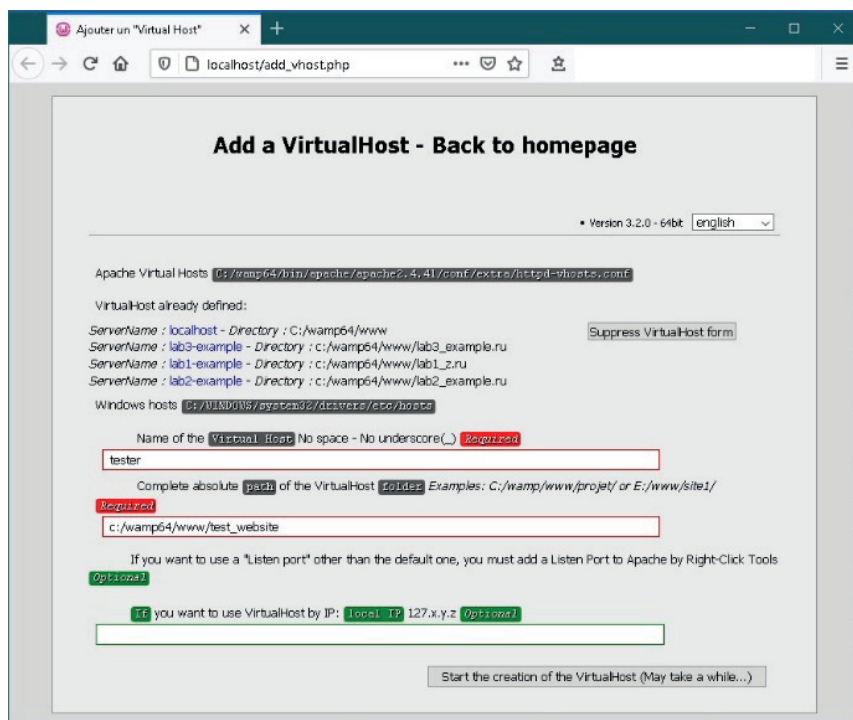 Ajouter un "Virtual Host"
localhost/add_vhost.php
Add a VirtualHost - Back to homepage
• Version 3.2.0 - 64bit english
Apache Virtual Hosts C:/wamp64/bin/apache/apache2.4.41/conf/extra/httpd-vhosts.conf
VirtualHost already defined:
ServerName : localhost - Directory : C:/wamp64/www
Suppress VirtualHost form
ServerName : lab3-example - Directory : c:/wamp64/www/lab3_example.ru
ServerName : lab1-example - Directory : c:/wamp64/www/lab1_z.ru
ServerName : lab2-example - Directory : c:/wamp64/www/lab2_example.ru
Windows hosts C:/WINDOWS/system32/drivers/etc/hosts
Name of the Virtual Host No space - No underscore(_) Required
tester
Complete absolute path of the VirtualHost folder Examples: C:/wamp/www/projet/ or E:/www/site1/
Required
c:/wamp64/www/test_website
If you want to use a "Listen port" other than the default one, you must add a Listen Port to Apache by Right-Click Tools
Optional
If you want to use VirtualHost by IP: local IP 127.x.y.z Optional
Start the creation of the VirtualHost (May take a while...)